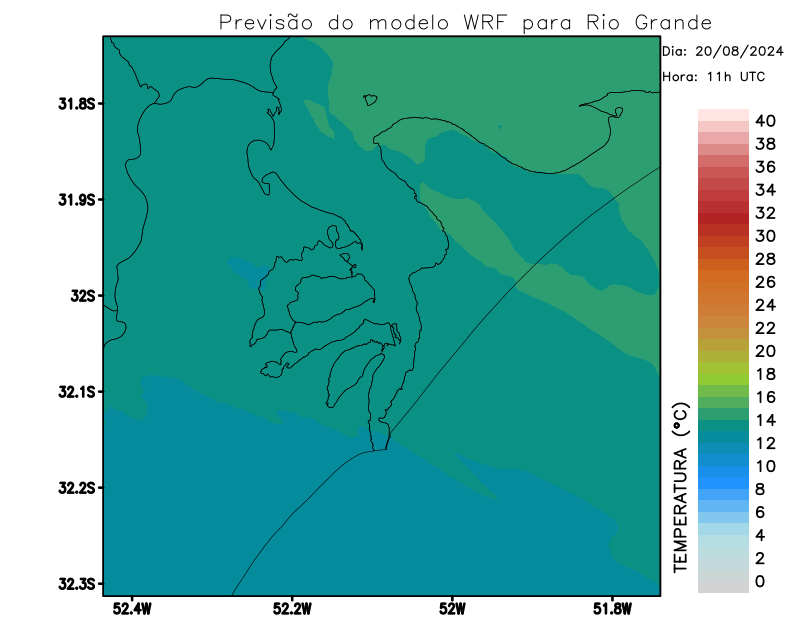 Previsão do modelo WRF para Rio Grande
Dia: 20/08/2024
Hora: 11h UTC
31.8S
31.9S
32S
32.1S
32.2S
32.3S
52.4W
52.2W
52W
51.8W
TEMPERATURA (°C)
40
38
36
34
32
30
28
26
24
22
20
18
16
14
12
10
8
6
4
2
0